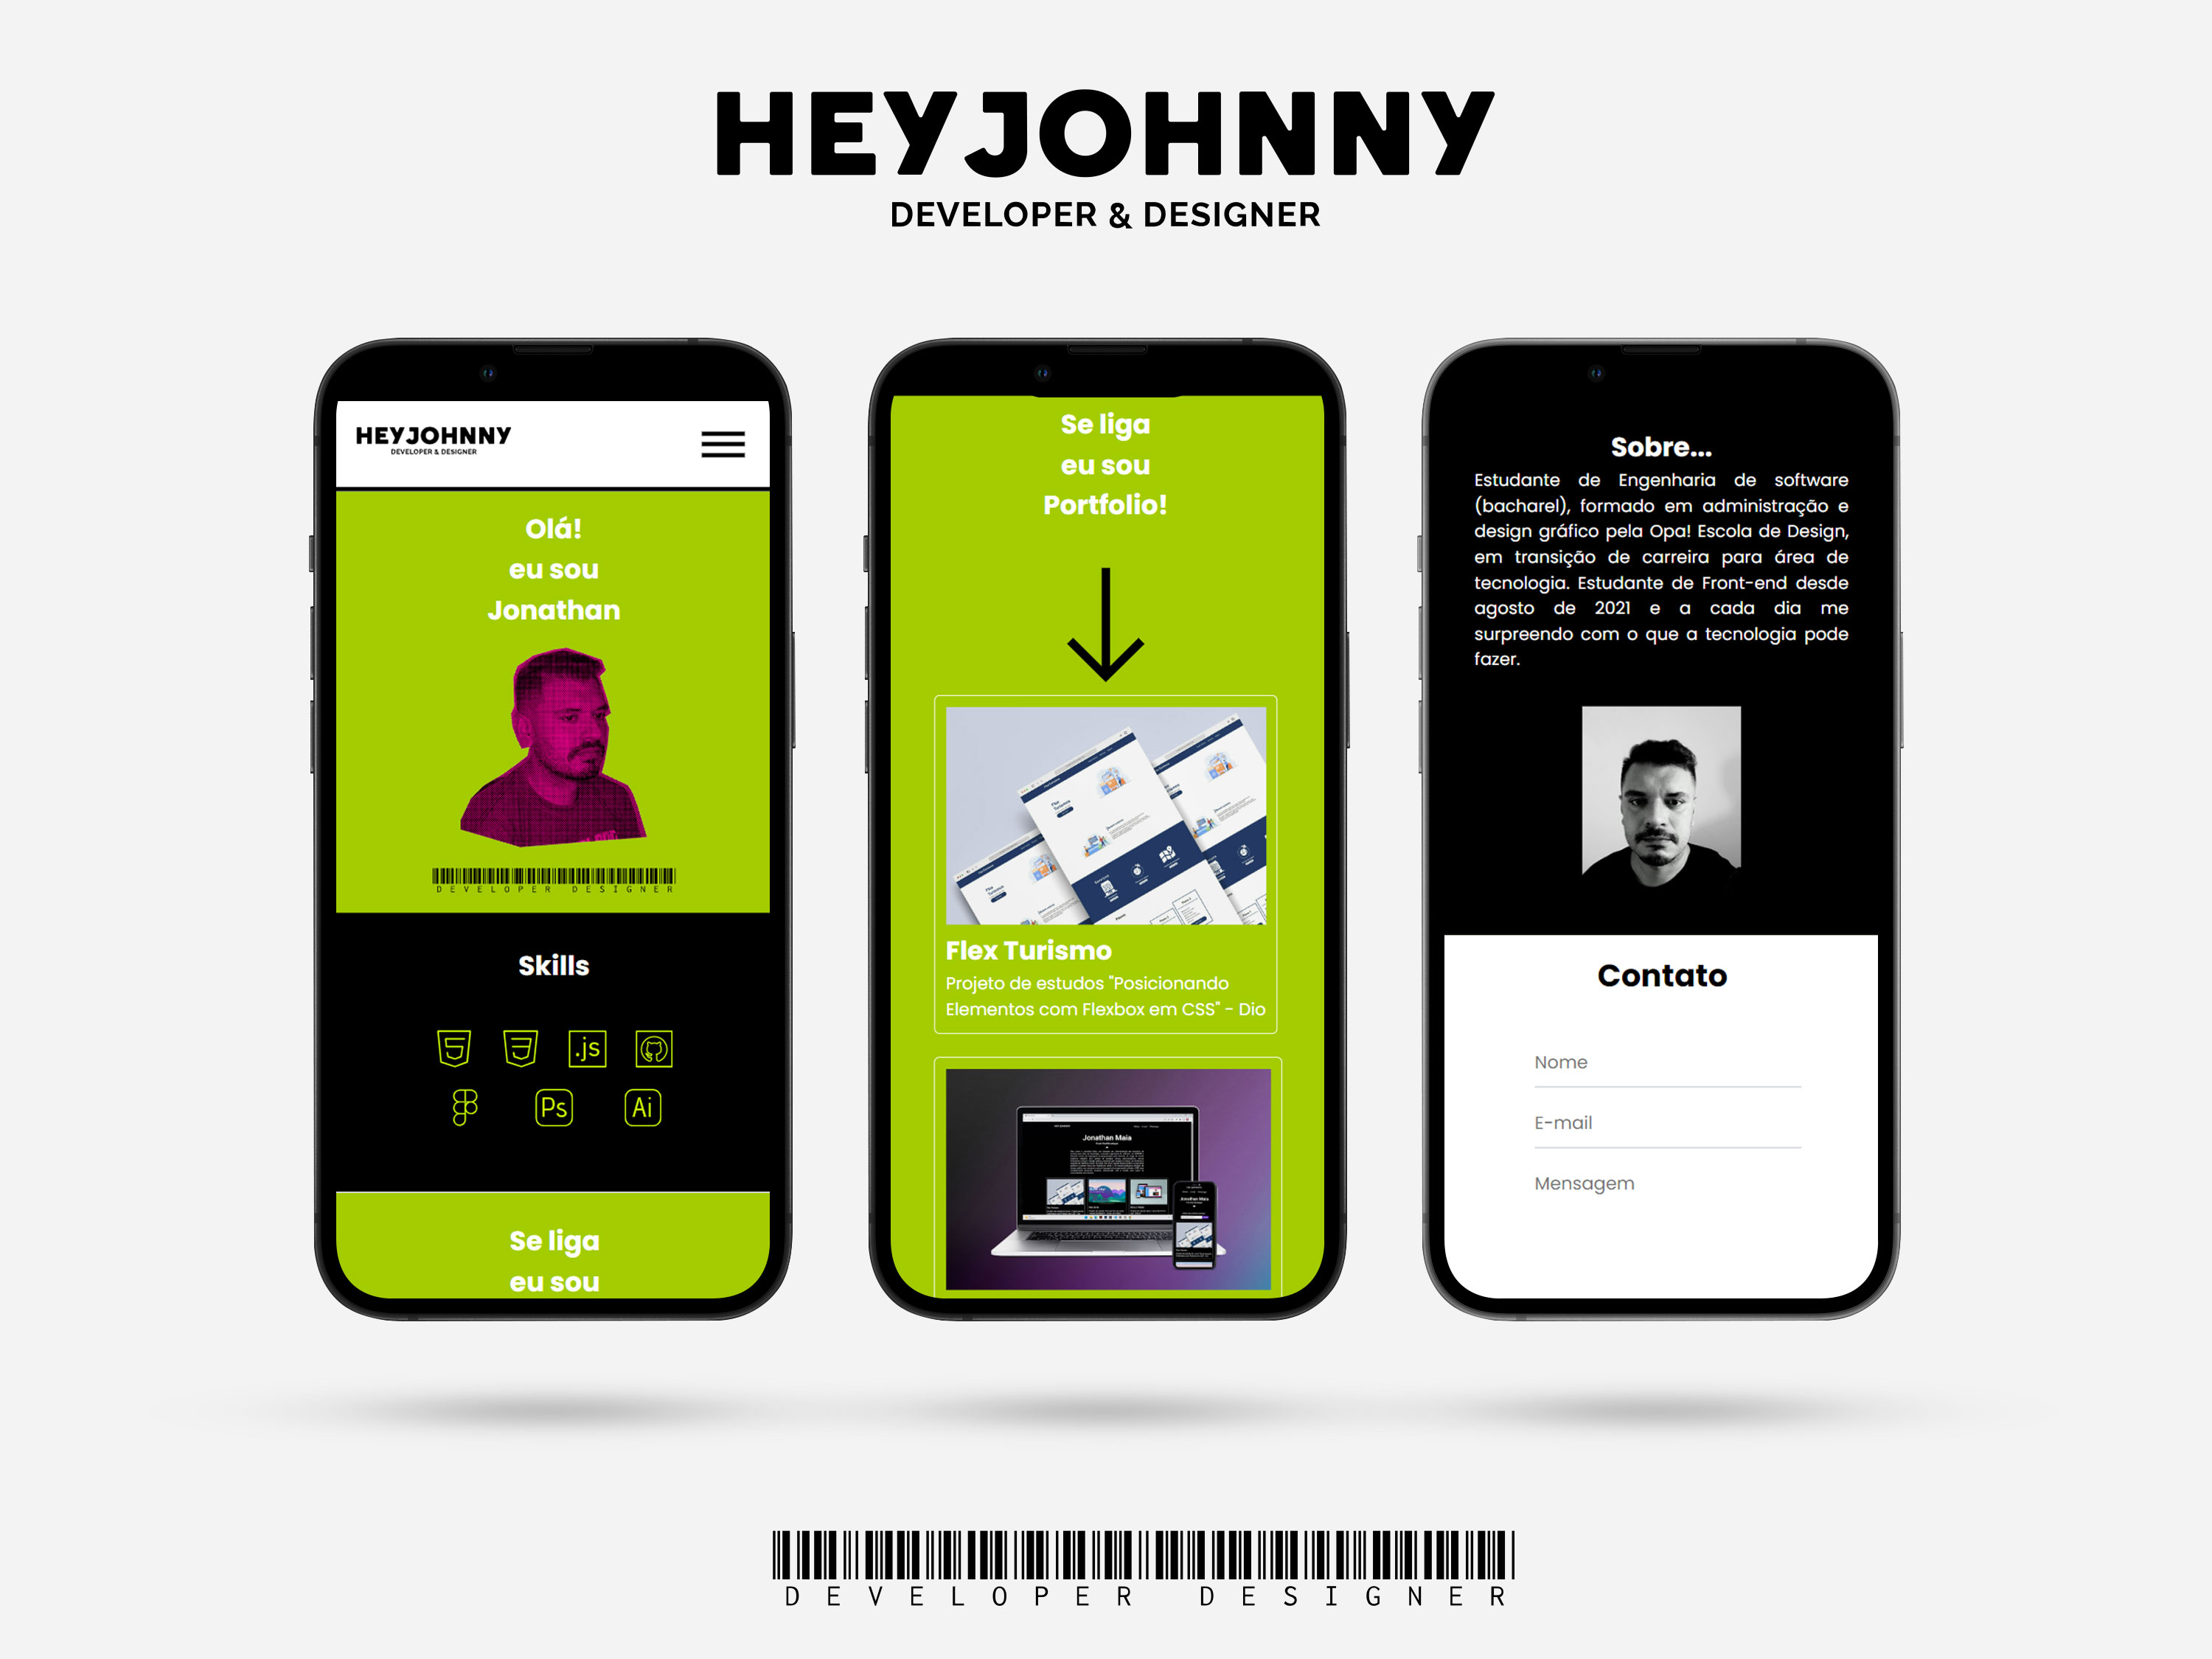 HEYJOHNNY
DEVELOPER & DESIGNER
HEYJOHNNY
DEVELOPER & DESIGNER
Olá!
eu sou
Jonathan
DEVELOPER DESIGNER
Skills
.js
Ps
Ai
Se liga
eu sou
Se liga
eu sou
Portfolio!
Flex Turismo
Projeto de estudos "Posicionando
Elementos com Flexbox em CSS" - Dio
Jonathan Maia
Sobre...
Estudante de Engenharia de software
(bacharel), formado em administração e
design gráfico pela Opa! Escola de Design,
em transição de carreira para área de
tecnologia. Estudante de Front-end desde
agosto de 2021 e a cada dia me
surpreendo com o que a tecnologia pode
fazer.
Contato
Nome
E-mail
Mensagem
DEVELOPER DESIGNER